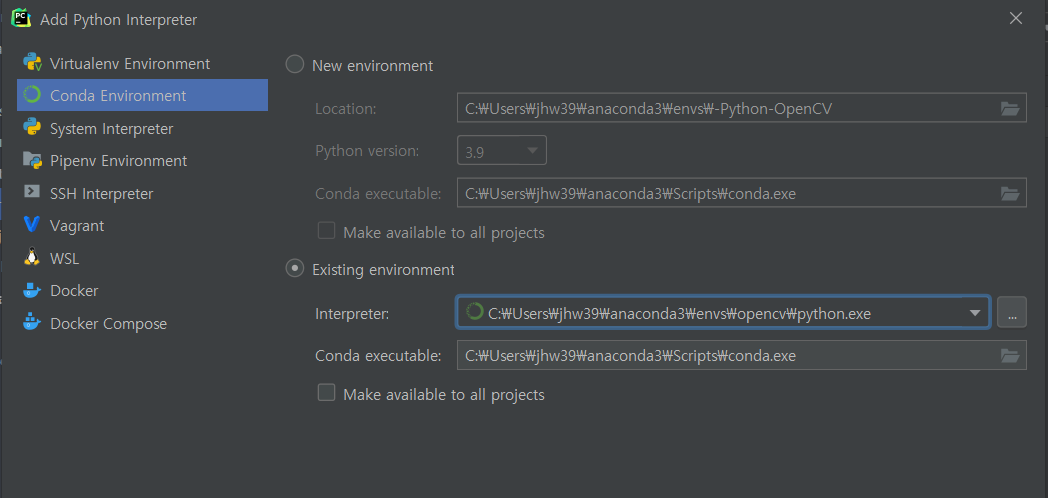 Add Python Interpreter
Virtualenv Environment
Conda Environment
System Interpreter
Pipenv Environment
SSH Interpreter
Vagrant
WSL
Docker
Docker Compose
New environment
Location: C:₩Users₩jhw39₩anaconda3₩envs₩-Python-OpenCV
Python version: 3.9
Conda executable: C:₩Users₩jhw39₩anaconda3₩Scripts₩conda.exe
Make available to all projects
Existing environment
Interpreter: C:₩Users₩jhw39₩anaconda3₩envs₩opencv₩python.exe ...
Conda executable: C:₩Users₩jhw39₩anaconda3₩Scripts₩conda.exe
Make available to all projects